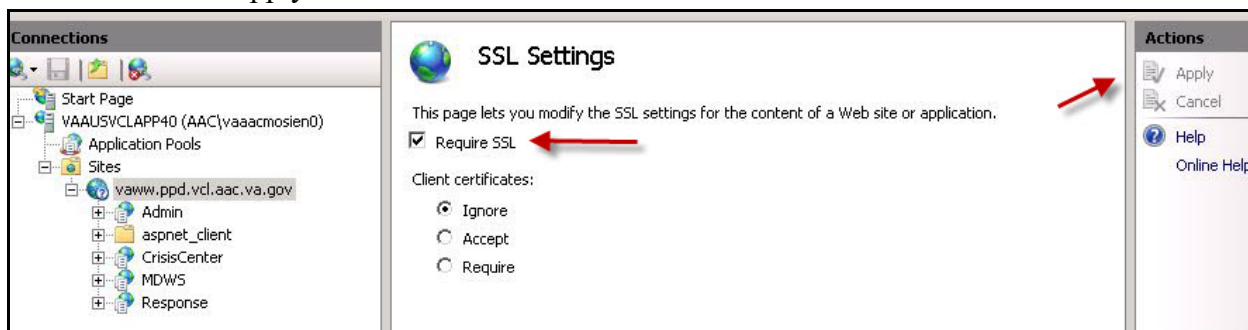 Connections
Start Page
VAAUSVCLAPP40 (AAC\vaaacmosien0)
Application Pools
Sites
vaww.ppd.vcl.aac.va.gov
Admin
aspnet_client
CrisisCenter
MDWS
Response
SSL Settings
This page lets you modify the SSL settings for the content of a Web site or application.
Require SSL
Client certificates:
Ignore
Accept
Require
Actions
Apply
Cancel
Help
Online Help